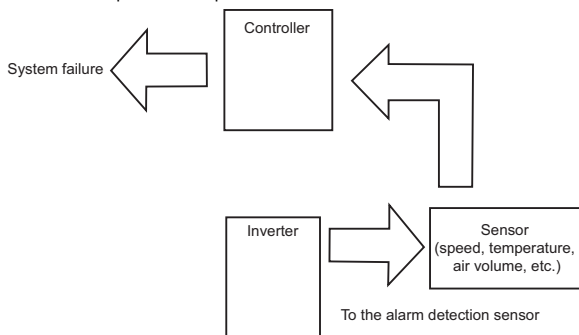 Controller
System failure
Inverter
Sensor
(speed, temperature,
air volume, etc.)
To the alarm detection sensor